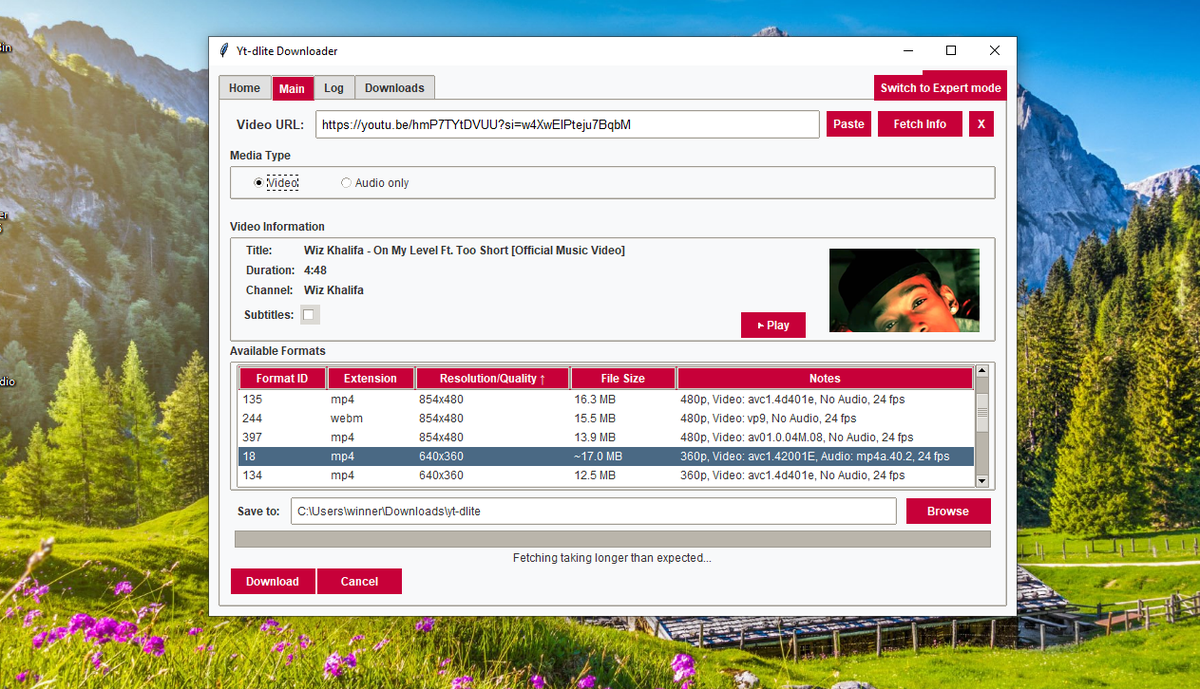 Yt-dlite Downloader
Home Main Log Downloads Switch to Expert mode
Video URL: https://youtu.be/hmP7TYtDVUU?si=w4XwEIPteju7BqbM Paste Fetch Info X
Media Type
Video Audio only
Video Information
Title: Wiz Khalifa - On My Level Ft. Too Short [Official Music Video]
Duration: 4:48
Channel: Wiz Khalifa
Subtitles:
Play
Available Formats
Format ID Extension Resolution/Quality ↑ File Size Notes
135 mp4 854x480 16.3 MB 480p, Video: avc1.4d401e, No Audio, 24 fps
244 webm 854x480 15.5 MB 480p, Video: vp9, No Audio, 24 fps
397 mp4 854x480 13.9 MB 480p, Video: av01.0.04M.08, No Audio, 24 fps
18 mp4 640x360 ~17.0 MB 360p, Video: avc1.42001E, Audio: mp4a.40.2, 24 fps
134 mp4 640x360 12.5 MB 360p, Video: avc1.4d401e, No Audio, 24 fps
Save to: C:\Users\winner\Downloads\yt-dlite Browse
Fetching taking longer than expected...
Download Cancel